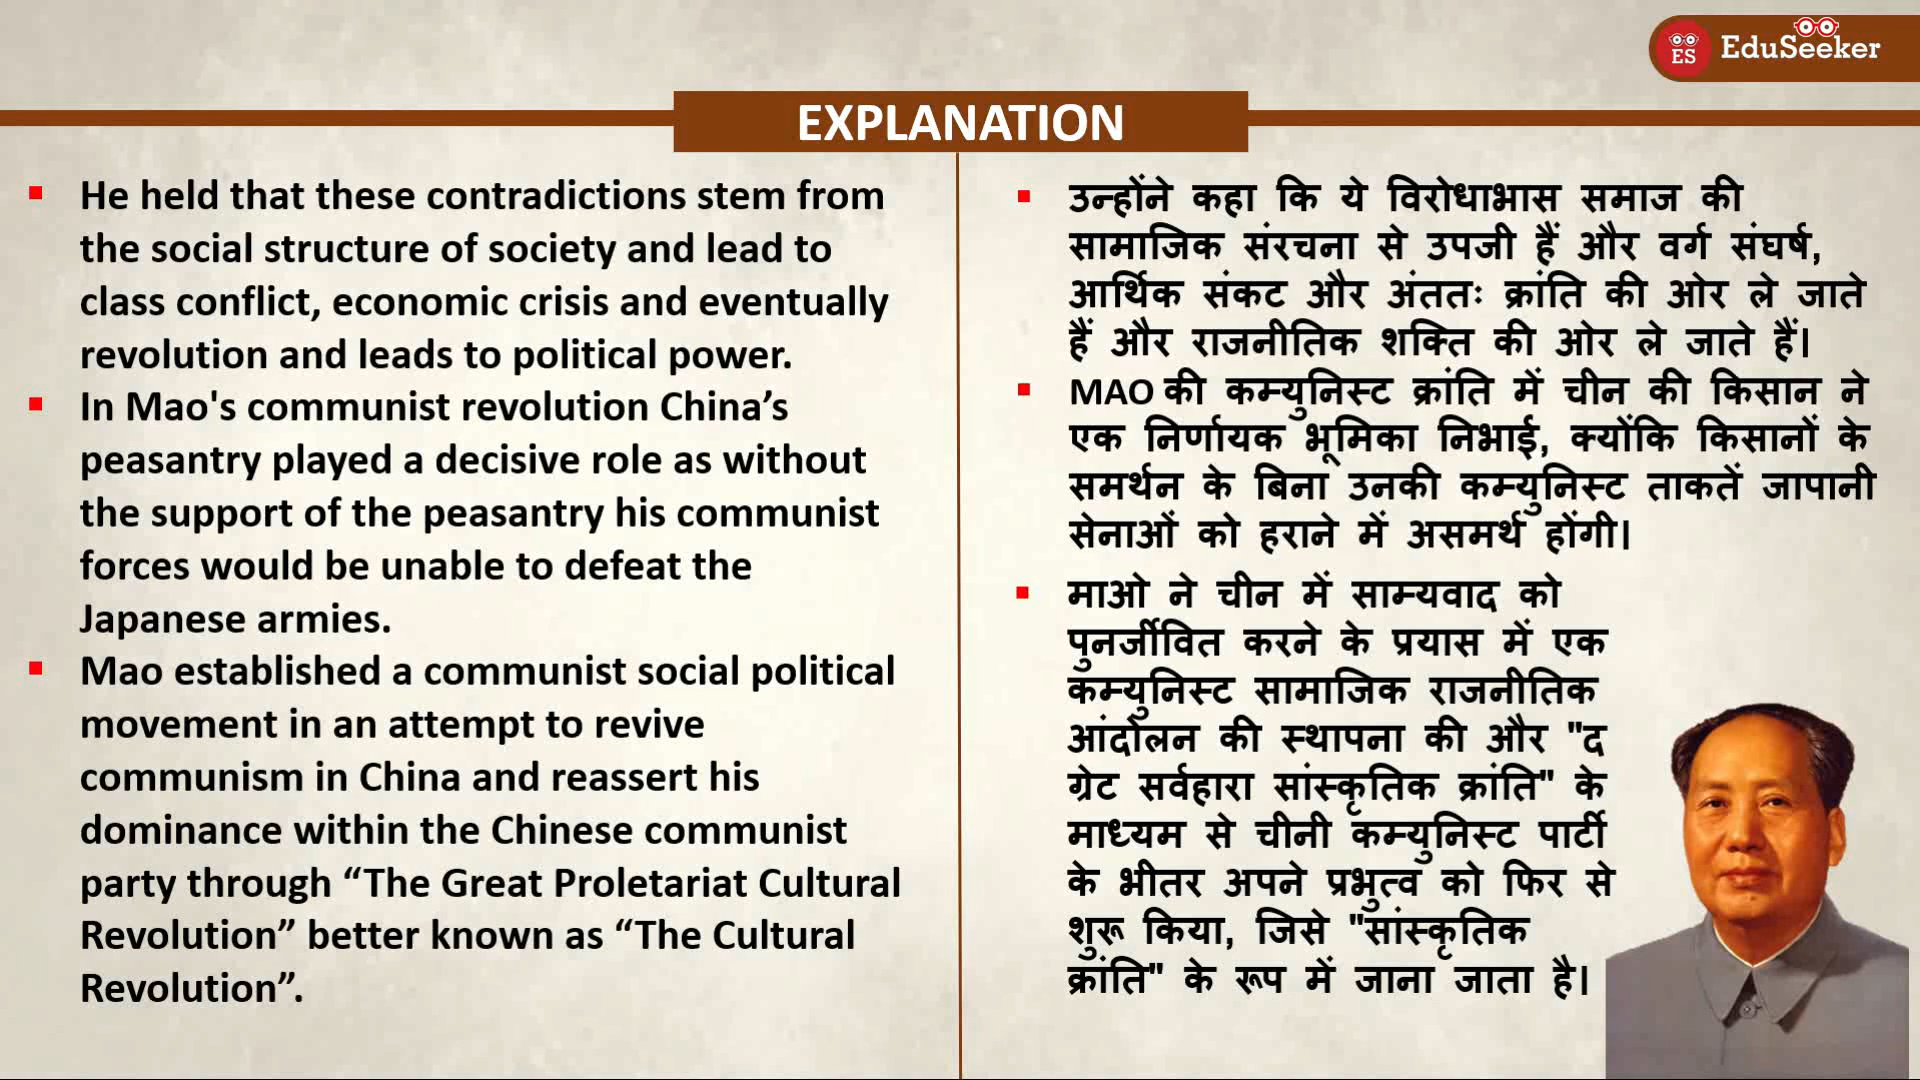 ES
EduSeeker
EXPLANATION
He held that these contradictions stem from
the social structure of society and lead to
class conflict, economic crisis and eventually
revolution and leads to political power.
In Mao's communist revolution China’s
peasantry played a decisive role as without
the support of the peasantry his communist
forces would be unable to defeat the
Japanese armies.
Mao established a communist social political
movement in an attempt to revive
communism in China and reassert his
dominance within the Chinese communist
party through “The Great Proletariat Cultural
Revolution” better known as “The Cultural
Revolution”.
उन्होंने कहा कि ये विरोधाभास समाज की
सामाजिक संरचना से उपजी हैं और वर्ग संघर्ष,
आर्थिक संकट और अंततः क्रांति की ओर ले जाते
हैं और राजनीतिक शक्ति की ओर ले जाते हैं।
MAO की कम्युनिस्ट क्रांति में चीन की किसान ने
एक निर्णायक भूमिका निभाई, क्योंकि किसानों के
समर्थन के बिना उनकी कम्युनिस्ट ताकतें जापानी
सेनाओं को हराने में असमर्थ होंगी।
माओ ने चीन में साम्यवाद को
पुनर्जीवित करने के प्रयास में एक
कम्युनिस्ट सामाजिक राजनीतिक
आंदोलन की स्थापना की और "द
ग्रेट सर्वहारा सांस्कृतिक क्रांति" के
माध्यम से चीनी कम्युनिस्ट पार्टी
के भीतर अपने प्रभुत्व को फिर से
शुरू किया, जिसे "सांस्कृतिक
क्रांति" के रूप में जाना जाता है।